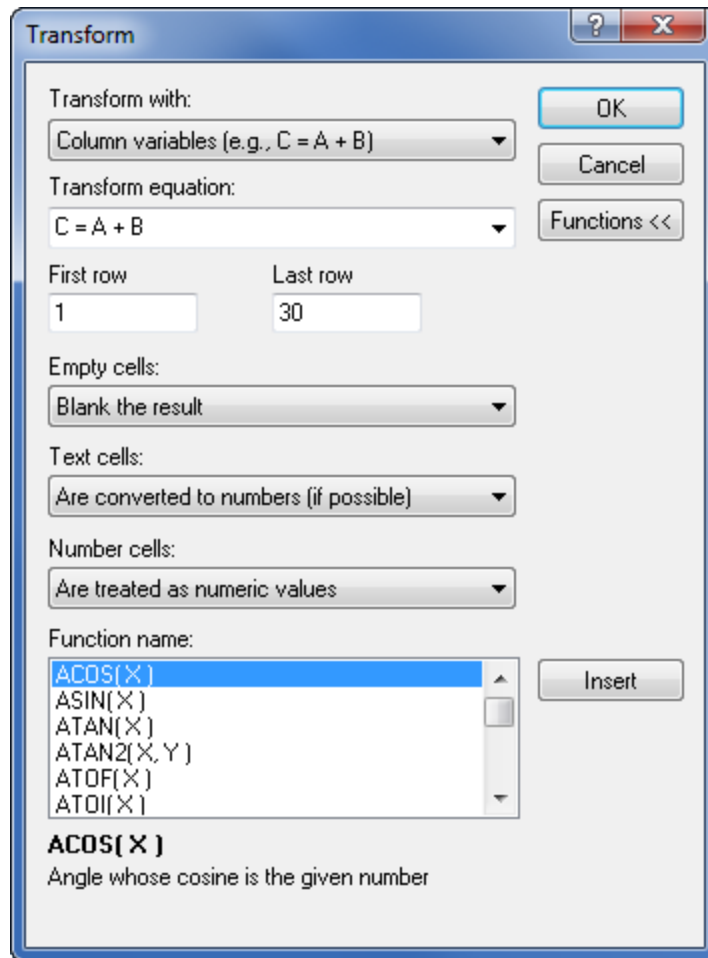 Transform
Transform with:
OK
Column variables (e.g., C = A + B)
Cancel
Transform equation:
C = A + B
Functions <<
First row
Last row
1
30
Empty cells:
Blank the result
Text cells:
Are converted to numbers (if possible)
Number cells:
Are treated as numeric values
Function name:
ACOS( X )
Insert
ASIN( X )
ATAN( X )
ATAN2( X, Y )
ATOF( X )
ATOI( X )
ACOS( X )
Angle whose cosine is the given number